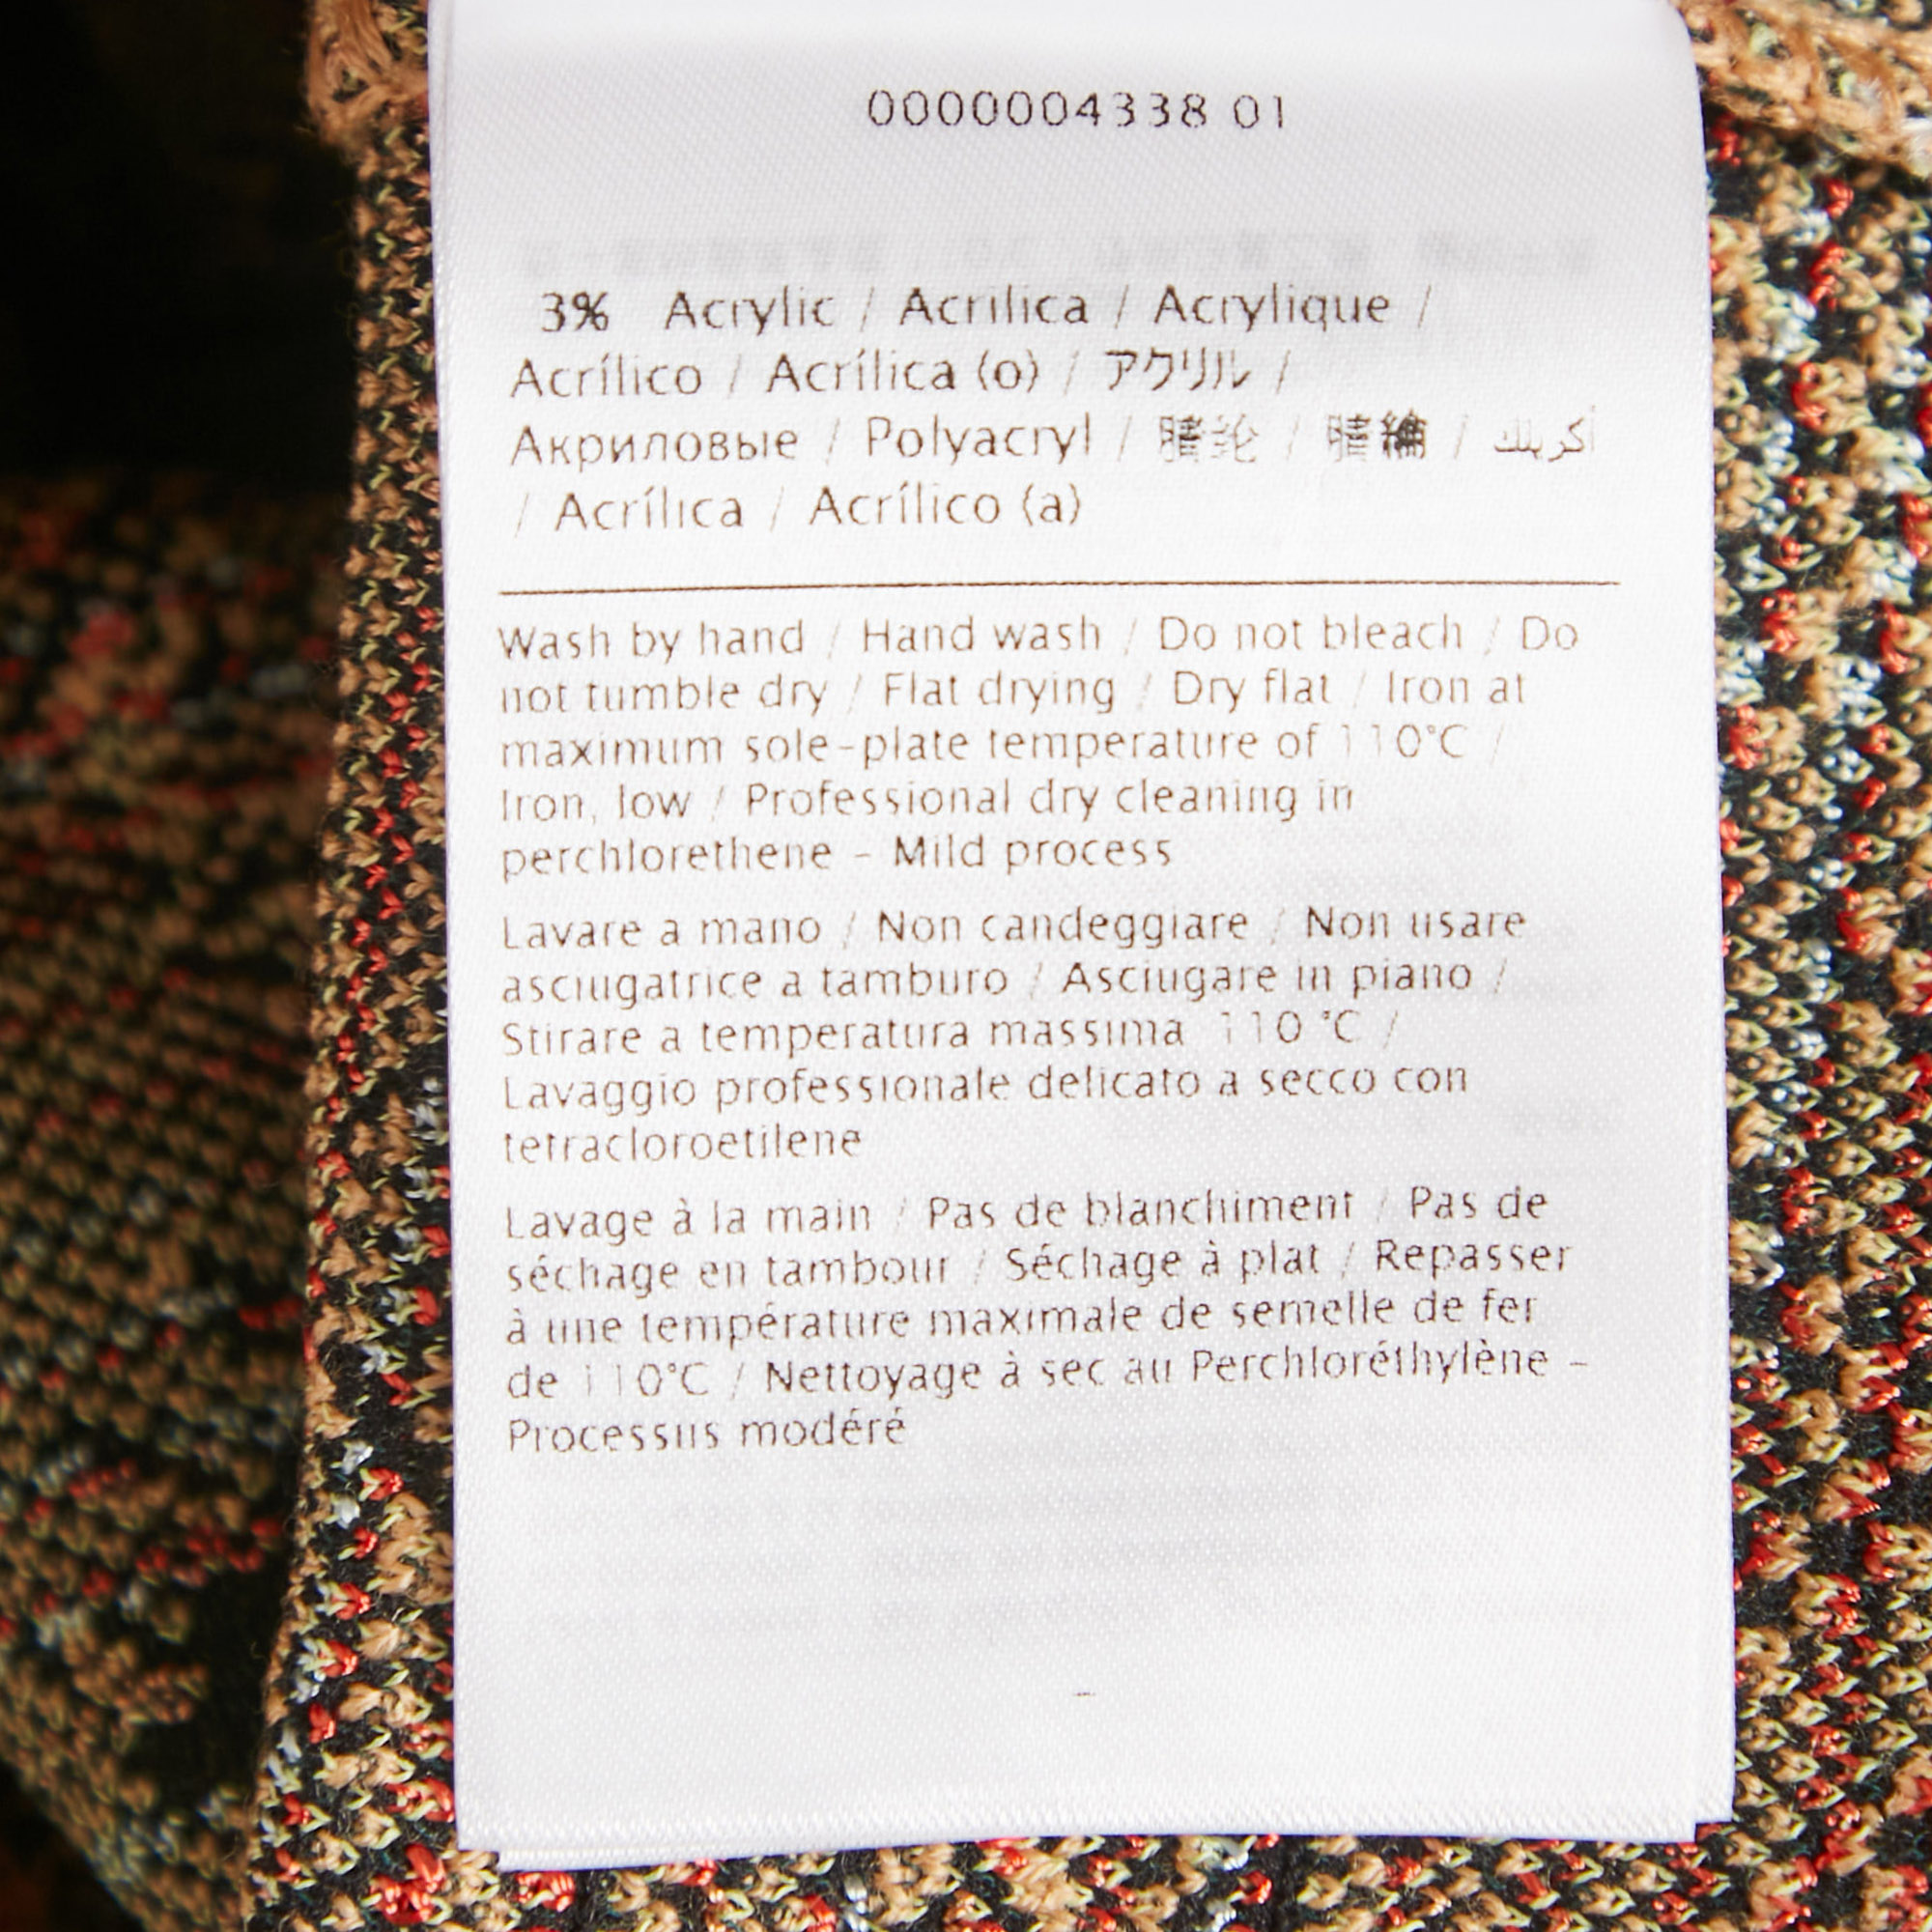 0000004338 01
3% Acrylic / Acrilica / Acrylique /
Acrílico / Acrílica (o) / アクリル /
Акриловые / Polyacryl / 腈纶 / 腈綸 / أكريلك
/ Acrílica / Acrílico (a)
Wash by hand / Hand wash / Do not bleach / Do
not tumble dry / Flat drying / Dry flat / Iron at
maximum sole-plate temperature of 110°C /
Iron, low / Professional dry cleaning in
perchlorethene - Mild process
Lavare a mano / Non candeggiare / Non usare
asciugatrice a tamburo / Asciugare in piano /
Stirare a temperatura massima 110 °C /
Lavaggio professionale delicato a secco con
tetracloroetilene
Lavage à la main / Pas de blanchiment / Pas de
séchage en tambour / Séchage à plat / Repasser
à une température maximale de semelle de fer
de 110°C / Nettoyage à sec au Perchloréthylène -
Processus modéré